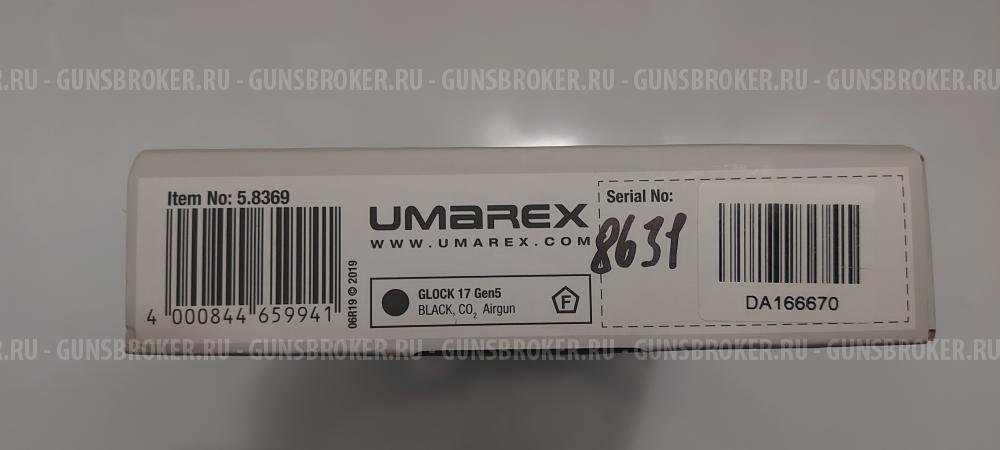 .RU - GUNSBROKER.RU - GUNSBROKER.RU - GUNSBROKER.RU - GUNSBROKER.RU - GUNSBROKER.RU -
Item No: 5.8369
4 000844 659941
06R19 © 2019
UMAREX
WWW.UMAREX.COM
GLOCK 17 Gen5
BLACK, CO₂ Airgun
F
Serial No:
8631
DA166670
.RU - GUNSBROKER.RU - GUNSBROKER.RU - GUNSBROKER.RU - GUNSBROKER.RU - GUNSBROKER.RU -